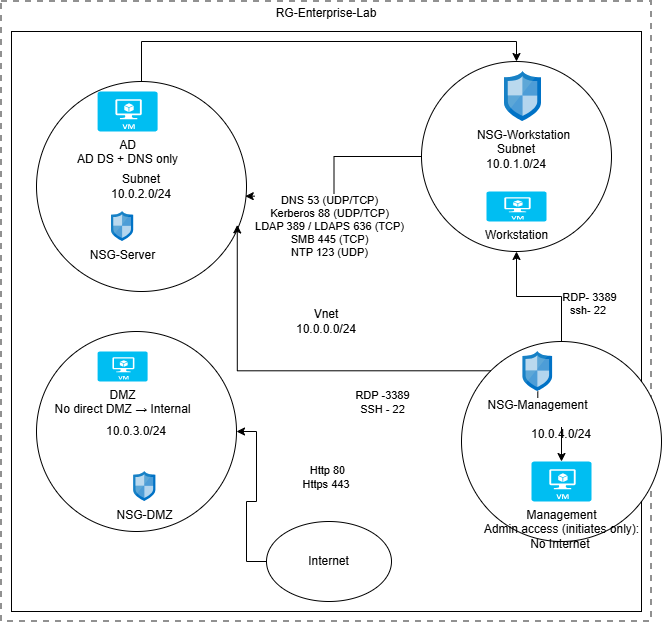 RG-Enterprise-Lab
VM
AD
AD DS + DNS only
Subnet
10.0.2.0/24
NSG-Server
NSG-Workstation
Subnet
10.0.1.0/24
Workstation
DNS 53 (UDP/TCP)
Kerberos 88 (UDP/TCP)
LDAP 389 / LDAPS 636 (TCP)
SMB 445 (TCP)
NTP 123 (UDP)
RDP- 3389
ssh- 22
Vnet
10.0.0.0/24
VM
DMZ
No direct DMZ → Internal
10.0.3.0/24
NSG-DMZ
RDP -3389
SSH - 22
NSG-Management
10.0.4.0/24
VM
Management
Admin access (initiates only):
No Internet
Http 80
Https 443
Internet